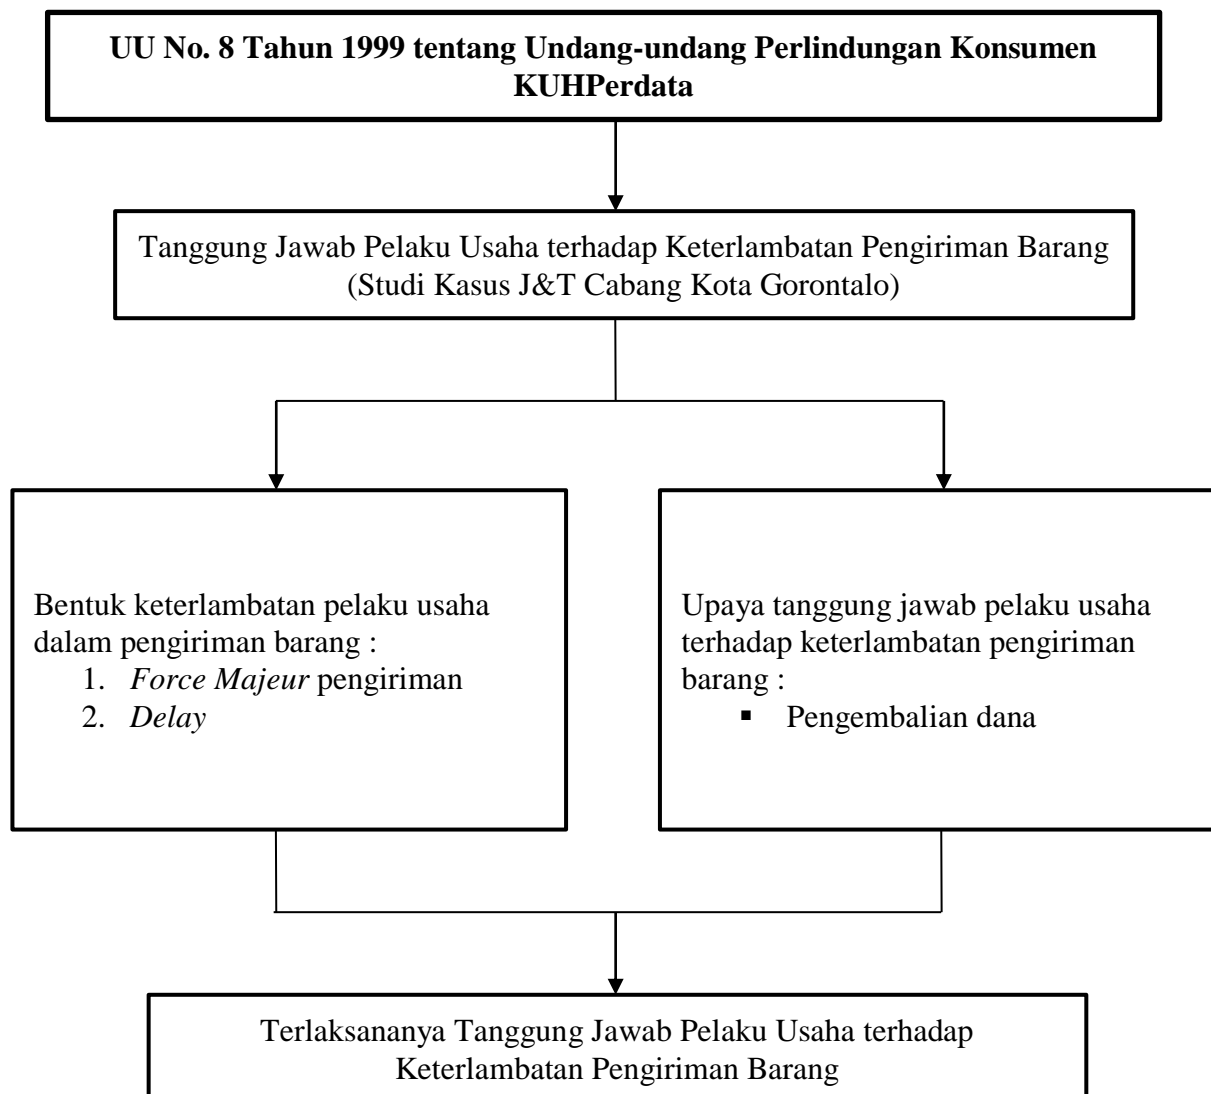 UU No. 8 Tahun 1999 tentang Undang-undang Perlindungan Konsumen
KUHPerdata
Tanggung Jawab Pelaku Usaha terhadap Keterlambatan Pengiriman Barang
(Studi Kasus J&T Cabang Kota Gorontalo)
Bentuk keterlambatan pelaku usaha
dalam pengiriman barang :
1. Force Majeur pengiriman
2. Delay
Upaya tanggung jawab pelaku usaha
terhadap keterlambatan pengiriman
barang :
▪ Pengembalian dana
Terlaksananya Tanggung Jawab Pelaku Usaha terhadap
Keterlambatan Pengiriman Barang